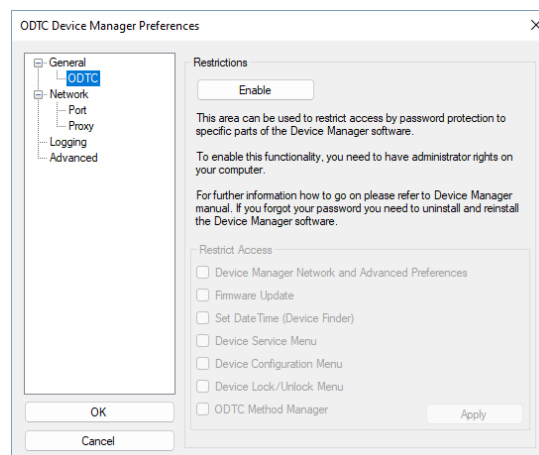 ODTC Device Manager Preferences
General
ODTC
Network
Port
Proxy
Logging
Advanced
OK
Cancel
Restrictions
Enable
This area can be used to restrict access by password protection to
specific parts of the Device Manager software.
To enable this functionality, you need to have administrator rights on
your computer.
For further information how to go on please refer to Device Manager
manual. If you forgot your password you need to uninstall and reinstall
the Device Manager software.
Restrict Access
Device Manager Network and Advanced Preferences
Firmware Update
Set DateTime (Device Finder)
Device Service Menu
Device Configuration Menu
Device Lock/Unlock Menu
ODTC Method Manager
Apply